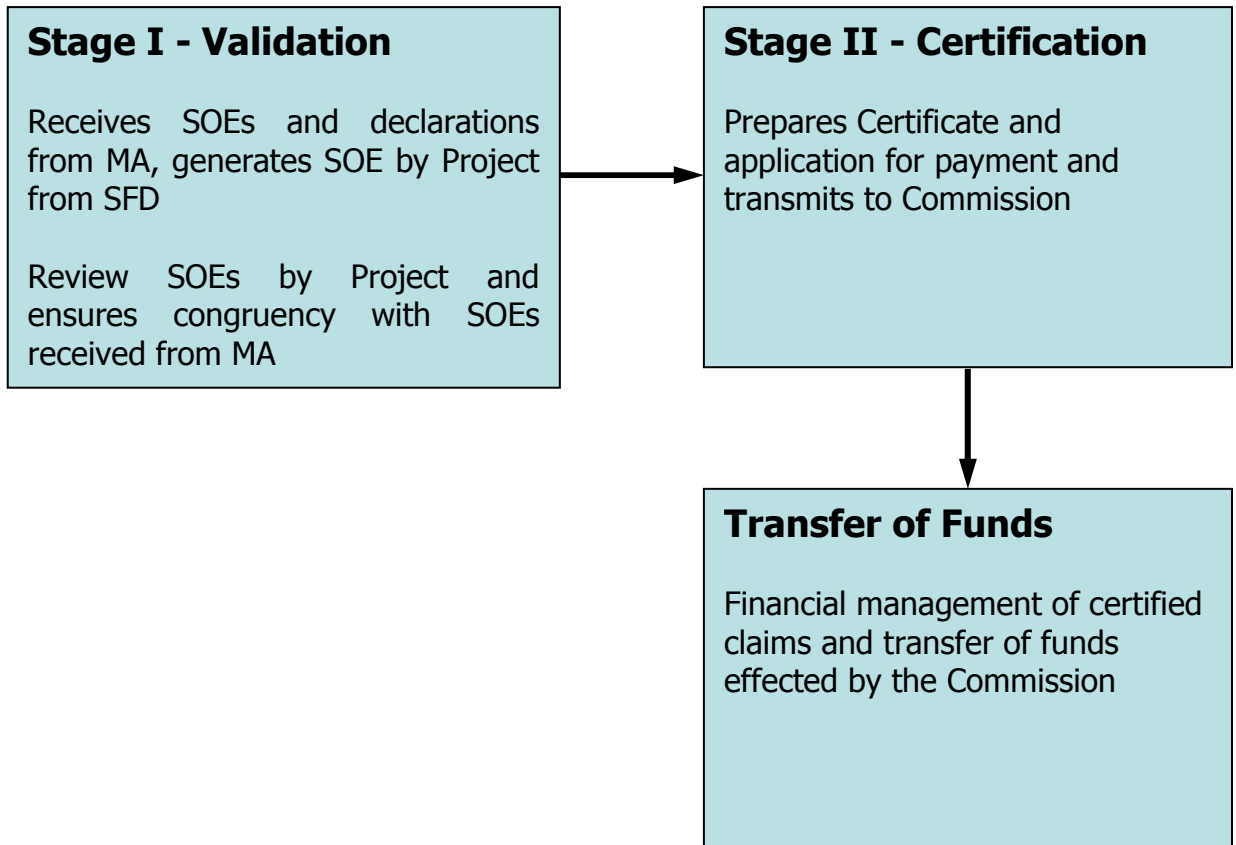 Stage I - Validation
Receives SOEs and declarations
from MA, generates SOE by Project
from SFD
Review SOEs by Project and
ensures congruency with SOEs
received from MA
Stage II - Certification
Prepares Certificate and
application for payment and
transmits to Commission
Transfer of Funds
Financial management of certified
claims and transfer of funds
effected by the Commission